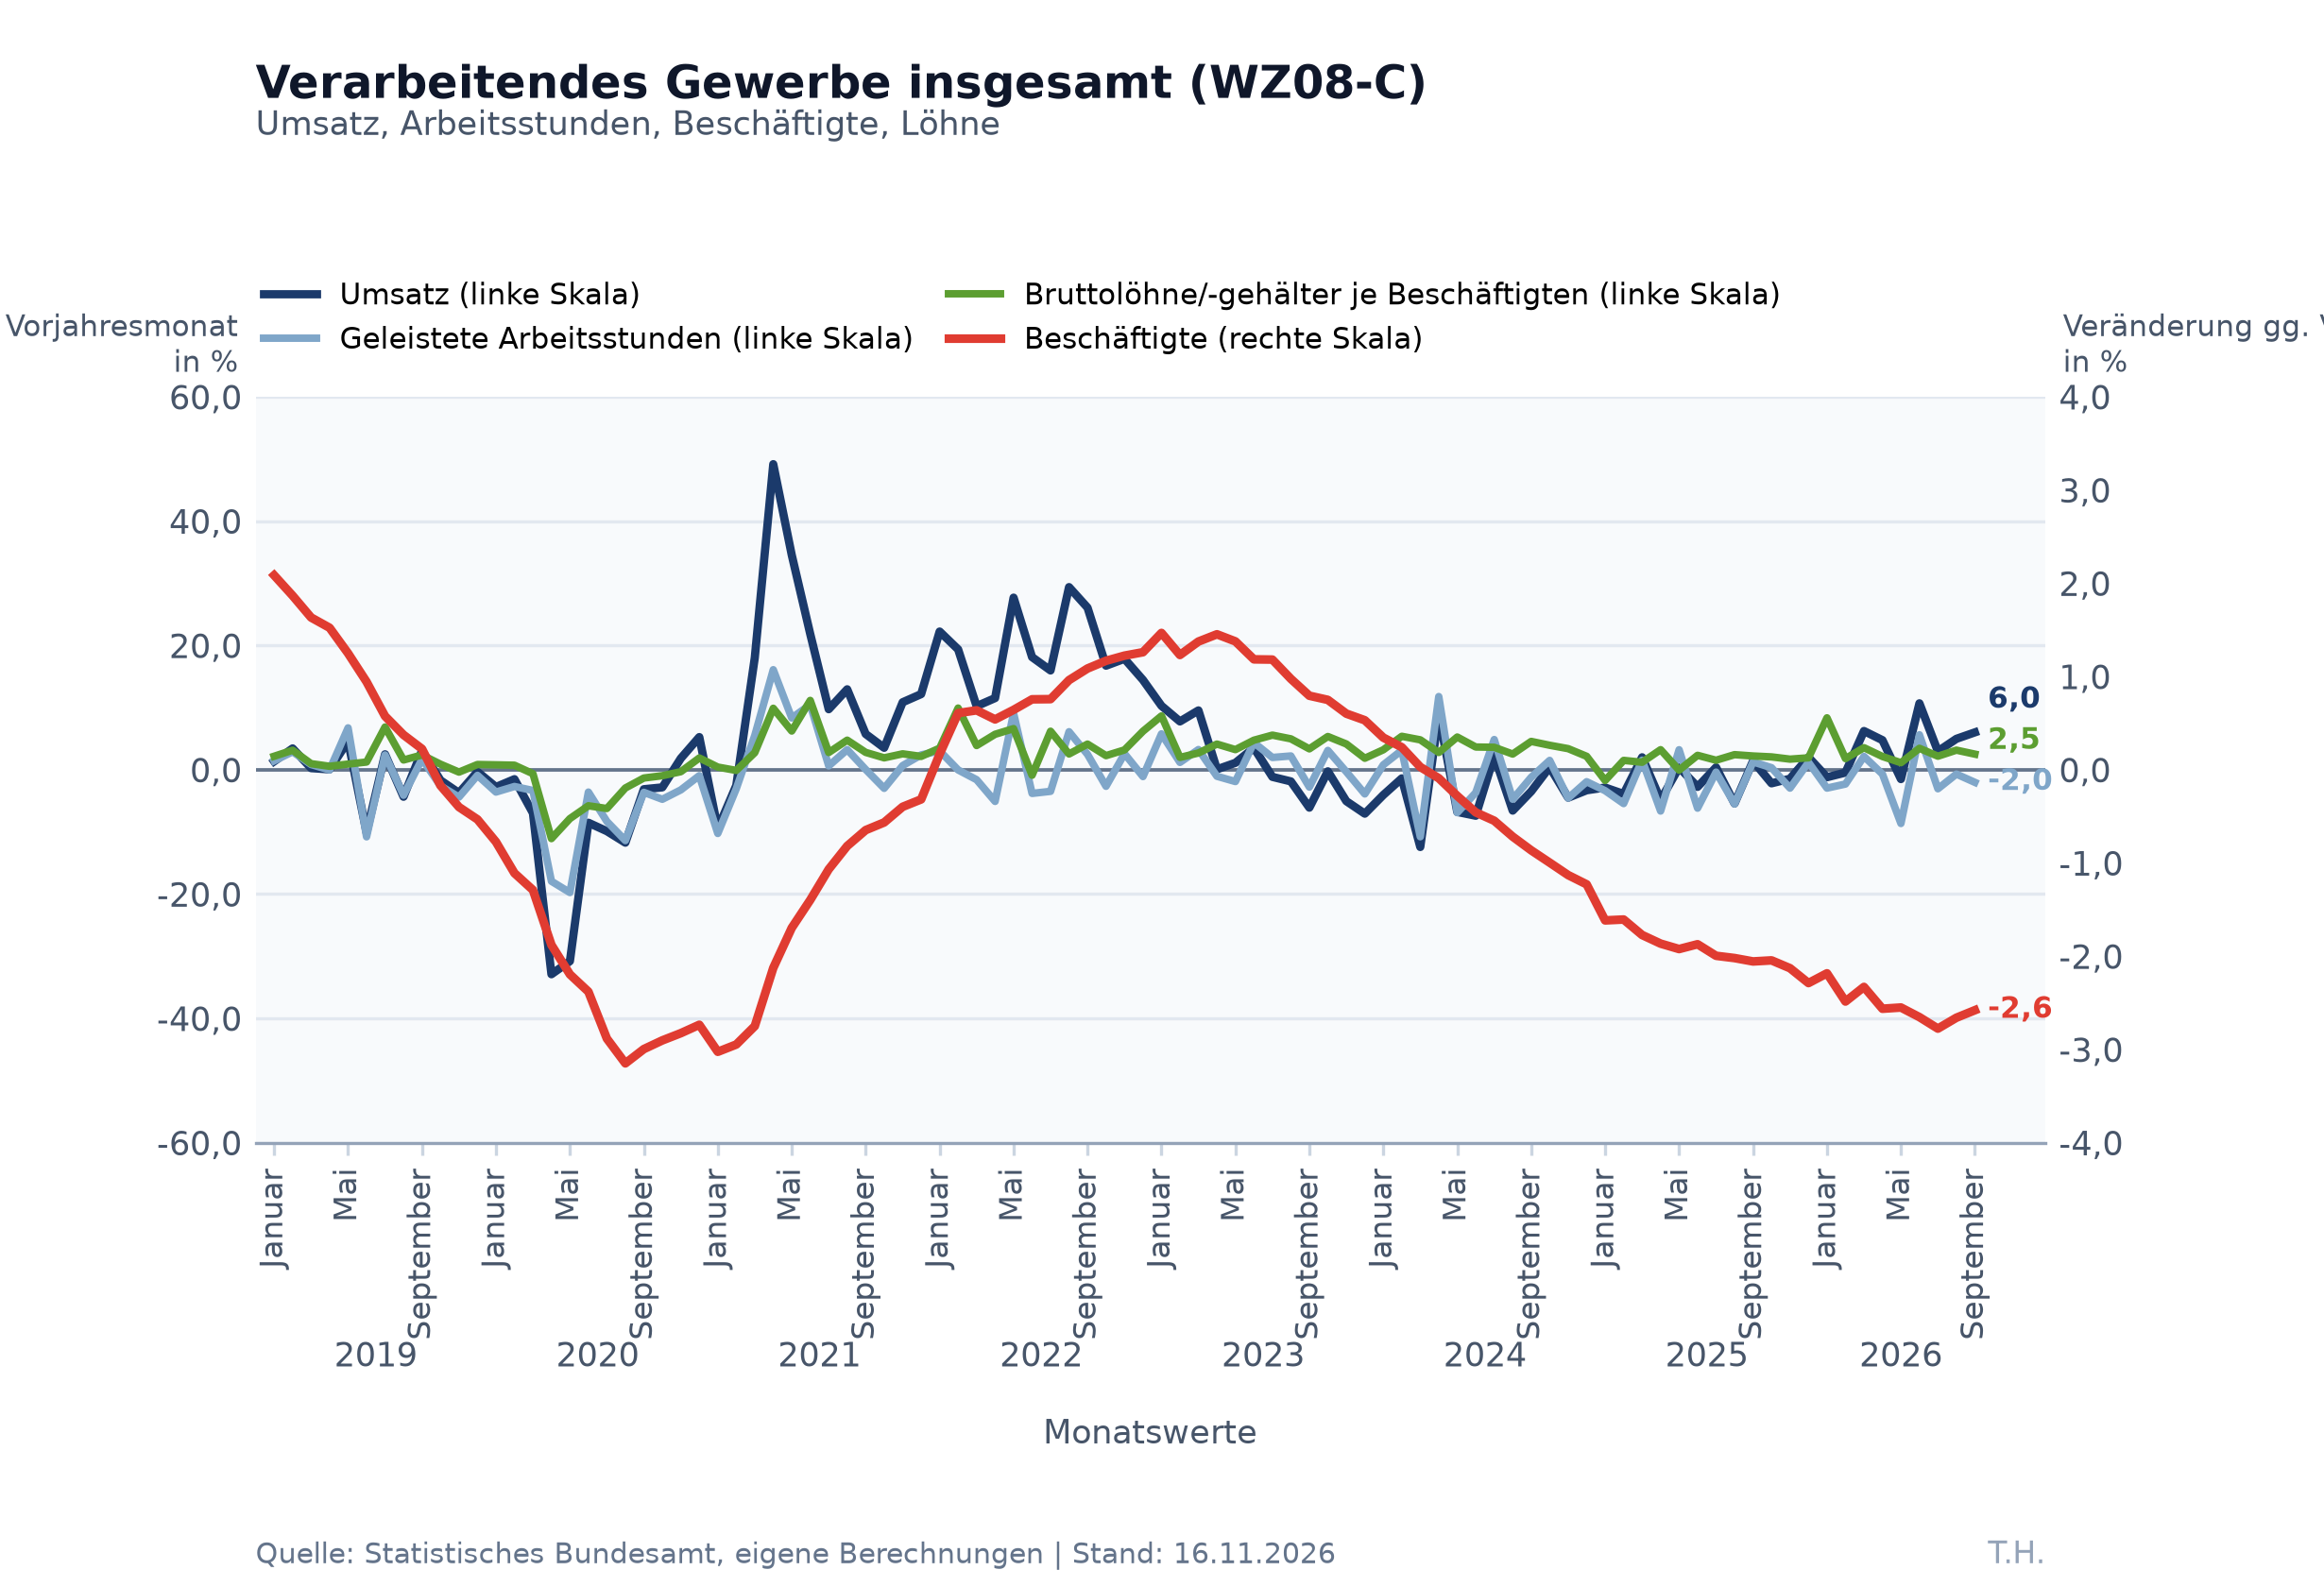 Verarbeitendes Gewerbe insgesamt (WZ08-C)
Umsatz, Arbeitsstunden, Beschäftigte, Löhne
Umsatz (linke Skala)
Geleistete Arbeitsstunden (linke Skala)
Bruttolöhne/-gehälter je Beschäftigten (linke Skala)
Beschäftigte (rechte Skala)
Vorjahresmonat
in %
Veränderung gg. V
in %
60,0
40,0
20,0
0,0
-20,0
-40,0
-60,0
4,0
3,0
2,0
1,0
0,0
-1,0
-2,0
-3,0
-4,0
6,0
2,5
-2,0
-2,6
Januar
Mai
September
Januar
Mai
September
Januar
Mai
September
Januar
Mai
September
Januar
Mai
September
Januar
Mai
September
Januar
Mai
September
Januar
Mai
September
2019
2020
2021
2022
2023
2024
2025
2026
Monatswerte
Quelle: Statistisches Bundesamt, eigene Berechnungen | Stand: 16.11.2026
T.H.